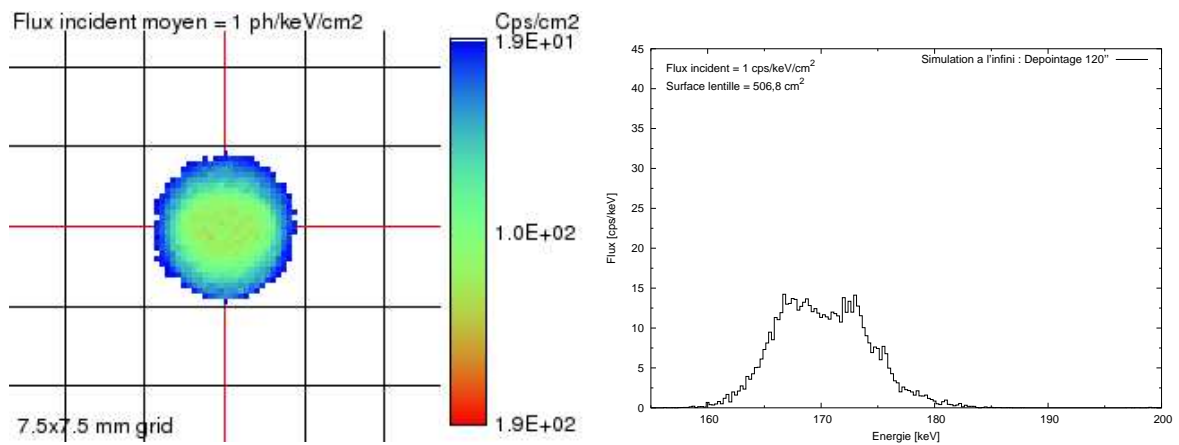 Flux incident moyen = 1 ph/keV/cm2
Cps/cm2
1.9E+01
1.0E+02
1.9E+02
7.5x7.5 mm grid
Flux incident = 1 cps/keV/cm²
Surface lentille = 506,8 cm²
Simulation a l'infini : Depointage 120"
Flux [cps/keV]
45
40
35
30
25
20
15
10
5
0
160
170
180
190
200
Energie [keV]